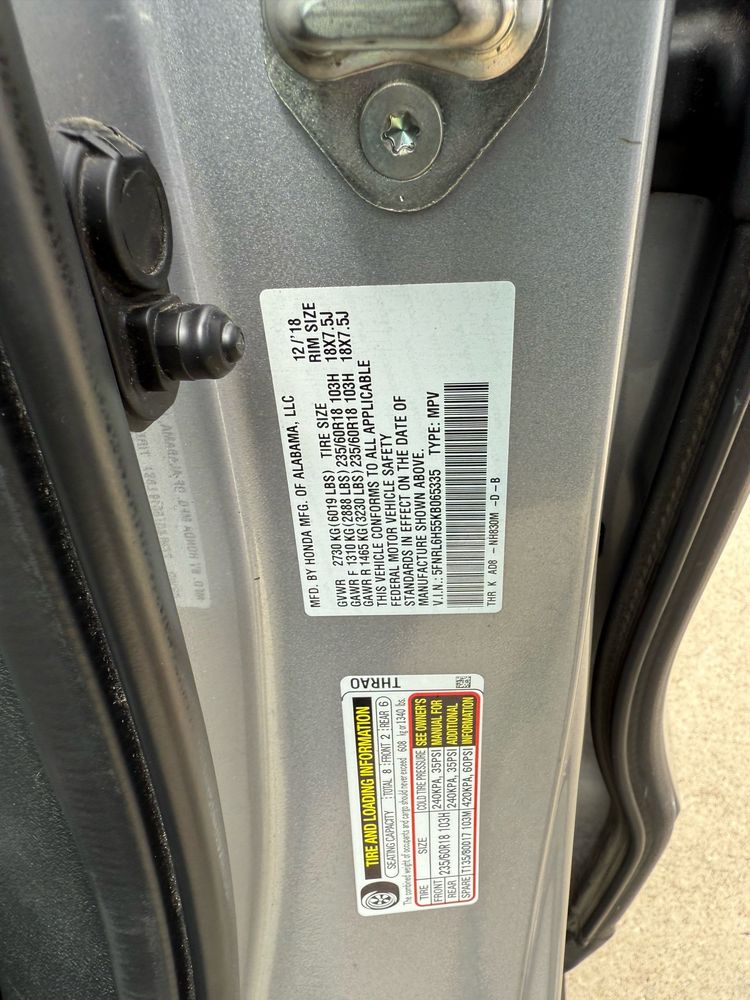 MFD. BY HONDA MFG. OF ALABAMA, LLC 12/'18
GVWR 2730 KG (6019 LBS) TIRE SIZE RIM SIZE
GAWR F 1310 KG (2888 LBS) 235/60R18 103H 18X7.5J
GAWR R 1465 KG (3230 LBS) 235/60R18 103H 18X7.5J
THIS VEHICLE CONFORMS TO ALL APPLICABLE
FEDERAL MOTOR VEHICLE SAFETY
STANDARDS IN EFFECT ON THE DATE OF
MANUFACTURE SHOWN ABOVE.
V.I.N.: 5FNRL6H55KB065335 TYPE: MPV
THR K AD8 - NH830M -D -B
TIRE AND LOADING INFORMATION
THRA0
SEATING CAPACITY TOTAL 8 FRONT 2 REAR 6
The combined weight of occupants and cargo should never exceed 608 kg or 1340 lbs.
TIRE SIZE COLD TIRE PRESSURE SEE OWNER'S
FRONT 235/60R18 103H 240KPA, 35PSI MANUAL FOR
REAR 240KPA, 35PSI ADDITIONAL
SPARE T135/80D17 103M 420KPA, 60PSI INFORMATION